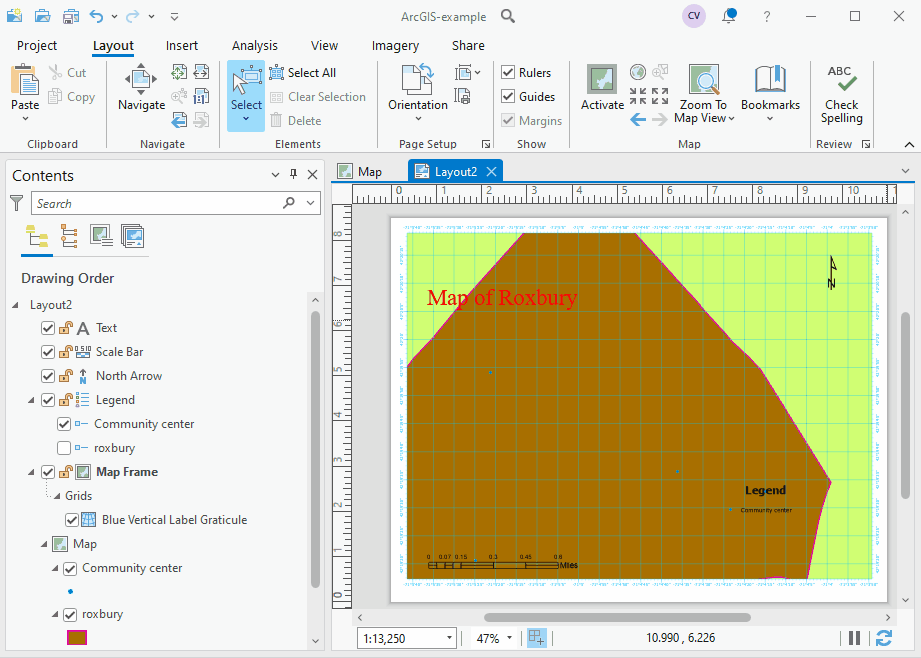 ArcGIS-example
CV
?
Project Layout Insert Analysis View Imagery Share
Paste
Cut
Copy
Clipboard
Navigate
Navigate
Select
Select All
Clear Selection
Delete
Elements
Orientation
Page Setup
Rulers
Guides
Margins
Show
Activate
Zoom To
Map View
Bookmarks
Map
ABC
Check
Spelling
Review
Contents
Search
Drawing Order
Layout2
Text
Scale Bar
North Arrow
Legend
Community center
roxbury
Map Frame
Grids
Blue Vertical Label Graticule
Map
Community center
roxbury
Map Layout2
0 1 2 3 4 5 6 7 8 9 10
8
7
6
5
4
3
2
1
0
N
Map of Roxbury
Legend
Community center
0 0.07 0.15 0.3 0.45 0.6
Miles
1:13,250
47%
10.990 , 6.226